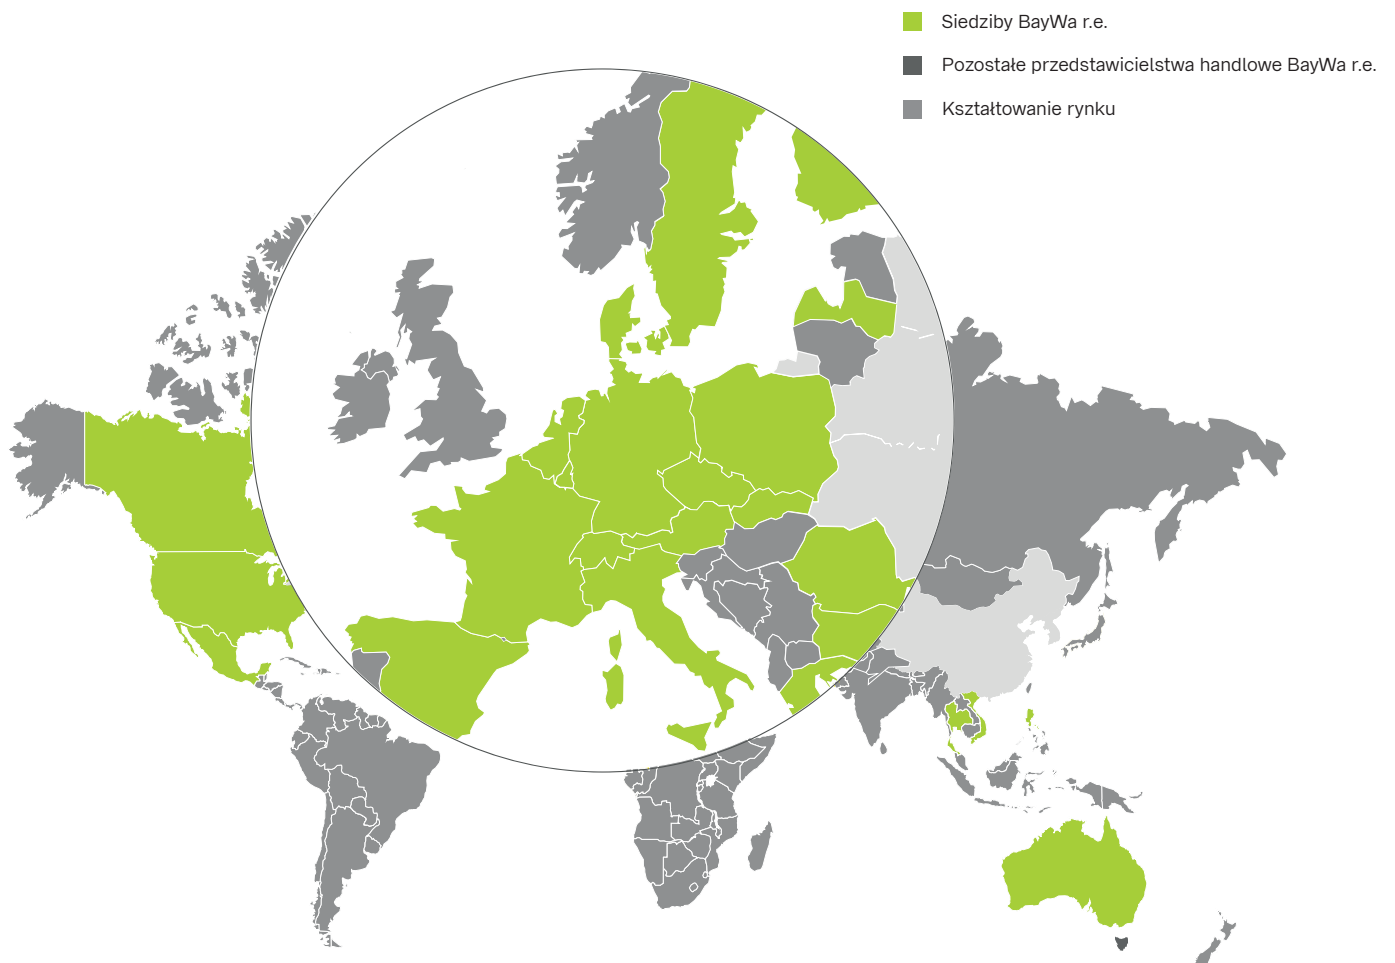 Siedziby BayWa r.e.
Pozostałe przedstawicielstwa handlowe BayWa r.e.
Kształtowanie rynku